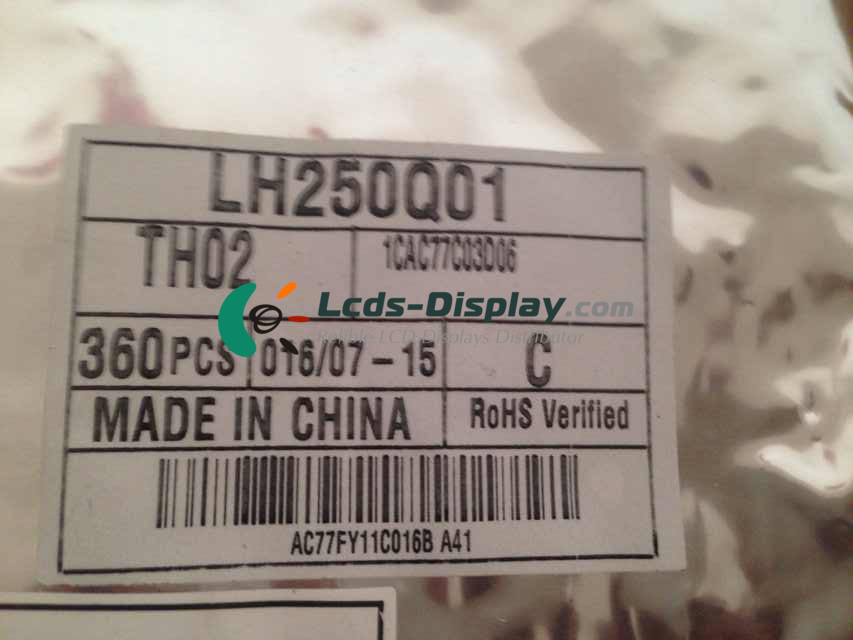 LH250Q01
TH02
1CAC77C03D06
Lcds-Display.com
Relible LCD Displays Distributor
360PCS
016/07-15
C
MADE IN CHINA
RoHS Verified
AC77FY11C016B A41